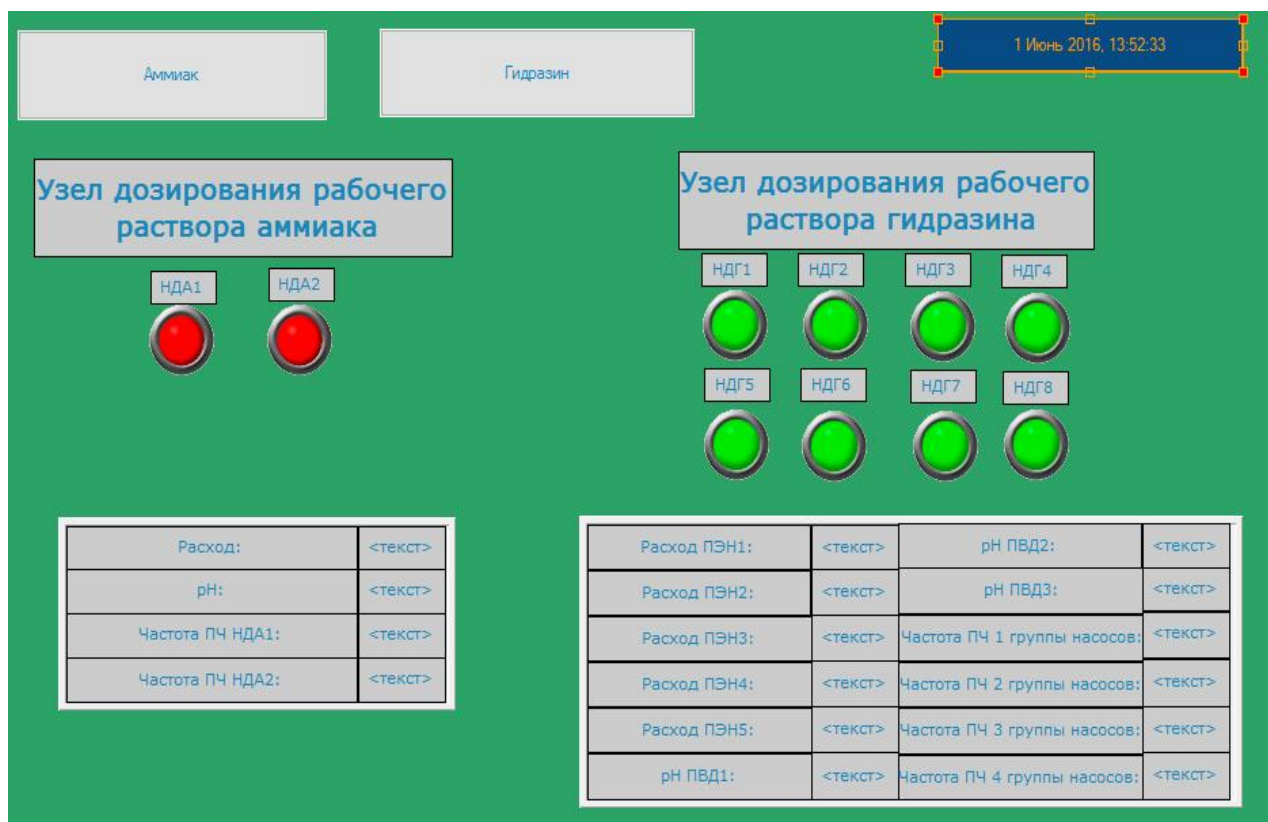 Аммиак
Гидразин
1 Июнь 2016, 13:52:33
Узел дозирования рабочего
раствора аммиака
Узел дозирования рабочего
раствора гидразина
НДА1
НДА2
НДГ1
НДГ2
НДГ3
НДГ4
НДГ5
НДГ6
НДГ7
НДГ8
Расход: <текст>
pH: <текст>
Частота ПЧ НДА1: <текст>
Частота ПЧ НДА2: <текст>
Расход ПЭН1: <текст> pH ПВД2: <текст>
Расход ПЭН2: <текст> pH ПВД3: <текст>
Расход ПЭН3: <текст> Частота ПЧ 1 группы насосов: <текст>
Расход ПЭН4: <текст> Частота ПЧ 2 группы насосов: <текст>
Расход ПЭН5: <текст> Частота ПЧ 3 группы насосов: <текст>
pH ПВД1: <текст> Частота ПЧ 4 группы насосов: <текст>